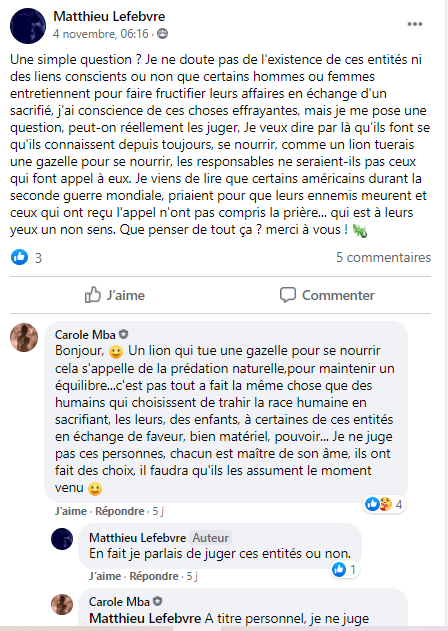 Matthieu Lefebvre
4 novembre, 06:16 ·
Une simple question ? Je ne doute pas de l'existence de ces entités ni
des liens conscients ou non que certains hommes ou femmes
entretiennent pour faire fructifier leurs affaires en échange d'un
sacrifié, j'ai conscience de ces choses effrayantes, mais je me pose une
question, peut-on réellement les juger, Je veux dire par là qu'ils font se
qu'ils connaissent depuis toujours, se nourrir, comme un lion tuerais
une gazelle pour se nourrir, les responsables ne seraient-ils pas ceux
qui font appel à eux. Je viens de lire que certains américains durant la
seconde guerre mondiale, priaient pour que leurs ennemis meurent et
ceux qui ont reçu l'appel n'ont pas compris la prière... qui est à leurs
yeux un non sens. Que penser de tout ça ? merci à vous !
3
5 commentaires
J'aime
Commenter
Carole Mba
Bonjour, Un lion qui tue une gazelle pour se nourrir
cela s'appelle de la prédation naturelle,pour maintenir un
équilibre...c'est pas tout a fait la même chose que des
humains qui choisissent de trahir la race humaine en
sacrifiant, les leurs, des enfants, à certaines de ces entités
en échange de faveur, bien matériel, pouvoir... Je ne juge
pas ces personnes, chacun est maître de son âme, ils ont
fait des choix, il faudra qu'ils les assument le moment
venu
4
J'aime · Répondre · 5 j
Matthieu Lefebvre Auteur
En fait je parlais de juger ces entités ou non.
1
J'aime · Répondre · 5 j
Carole Mba
Matthieu Lefebvre A titre personnel, je ne juge